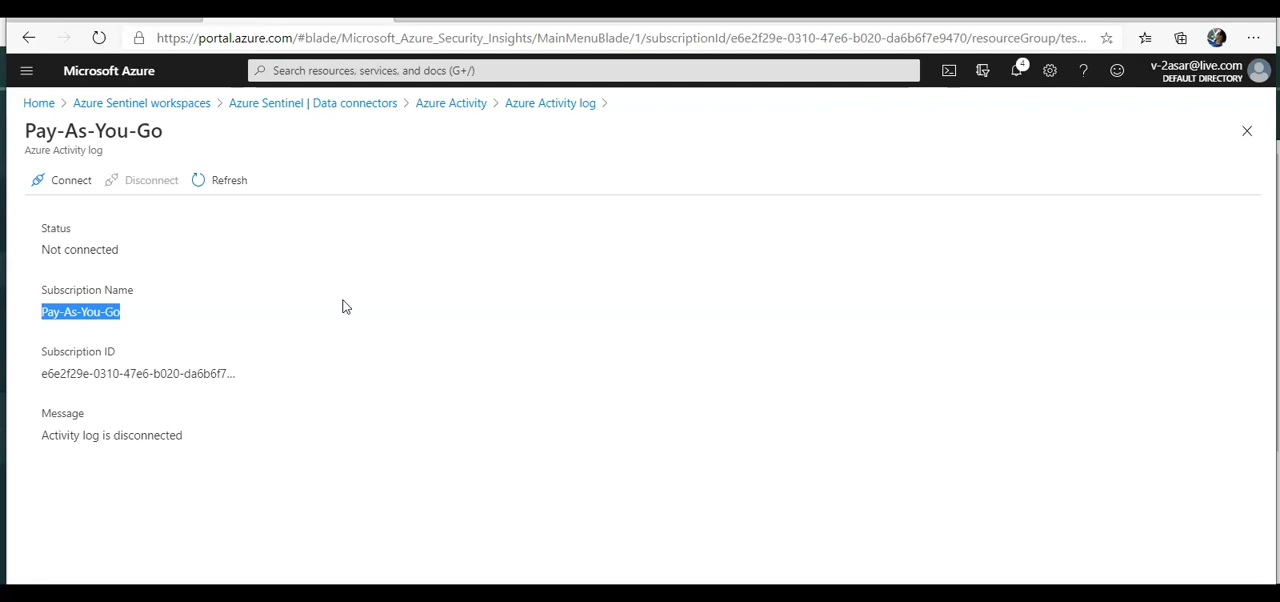 https://portal.azure.com/#blade/Microsoft_Azure_Security_Insights/MainMenuBlade/1/subscriptionId/e6e2f29e-0310-47e6-b020-da6b6f7e9470/resourceGroup/tes...
Microsoft Azure
Search resources, services, and docs (G+/)
4
?
v-2asar@live.com
DEFAULT DIRECTORY
Home > Azure Sentinel workspaces > Azure Sentinel | Data connectors > Azure Activity > Azure Activity log >
Pay-As-You-Go
Azure Activity log
Connect Disconnect Refresh
Status
Not connected
Subscription Name
Pay-As-You-Go
Subscription ID
e6e2f29e-0310-47e6-b020-da6b6f7...
Message
Activity log is disconnected